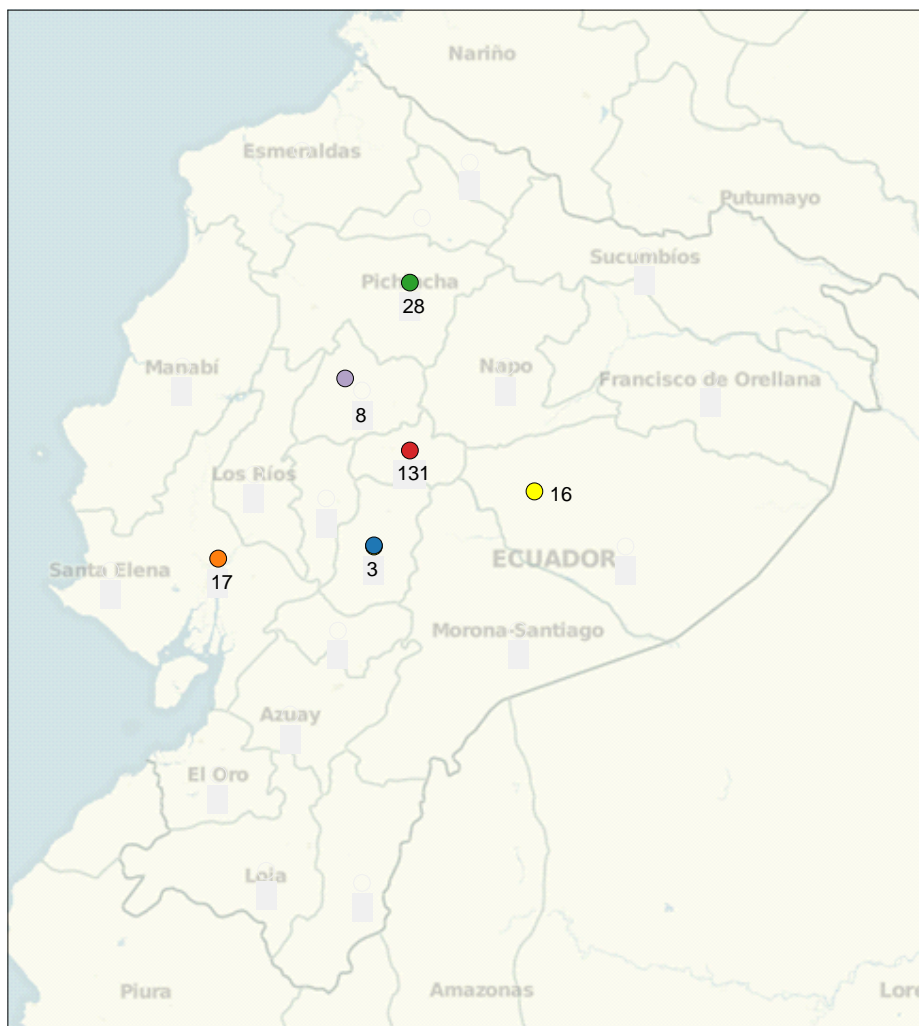 Nariño
Esmeraldas
Putumayo
Sucumbíos
Pichincha
28
Manabí
Napo
Francisco de Orellana
8
Los Ríos
131
16
ECUADOR
Santa Elena
3
17
Morona-Santiago
Azuay
El Oro
Loja
Piura
Amazonas
Lore